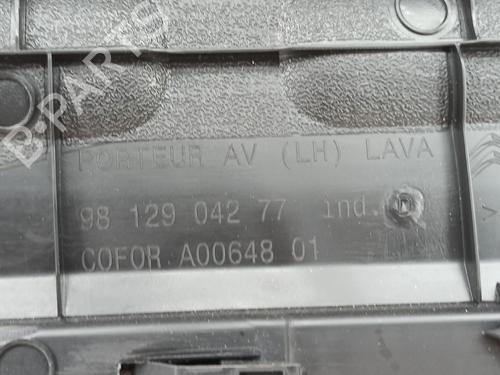 B-PARTS
PORTEUR AV (LH) LAVA
98 129 042 77 ind.
COFOR A00648 01